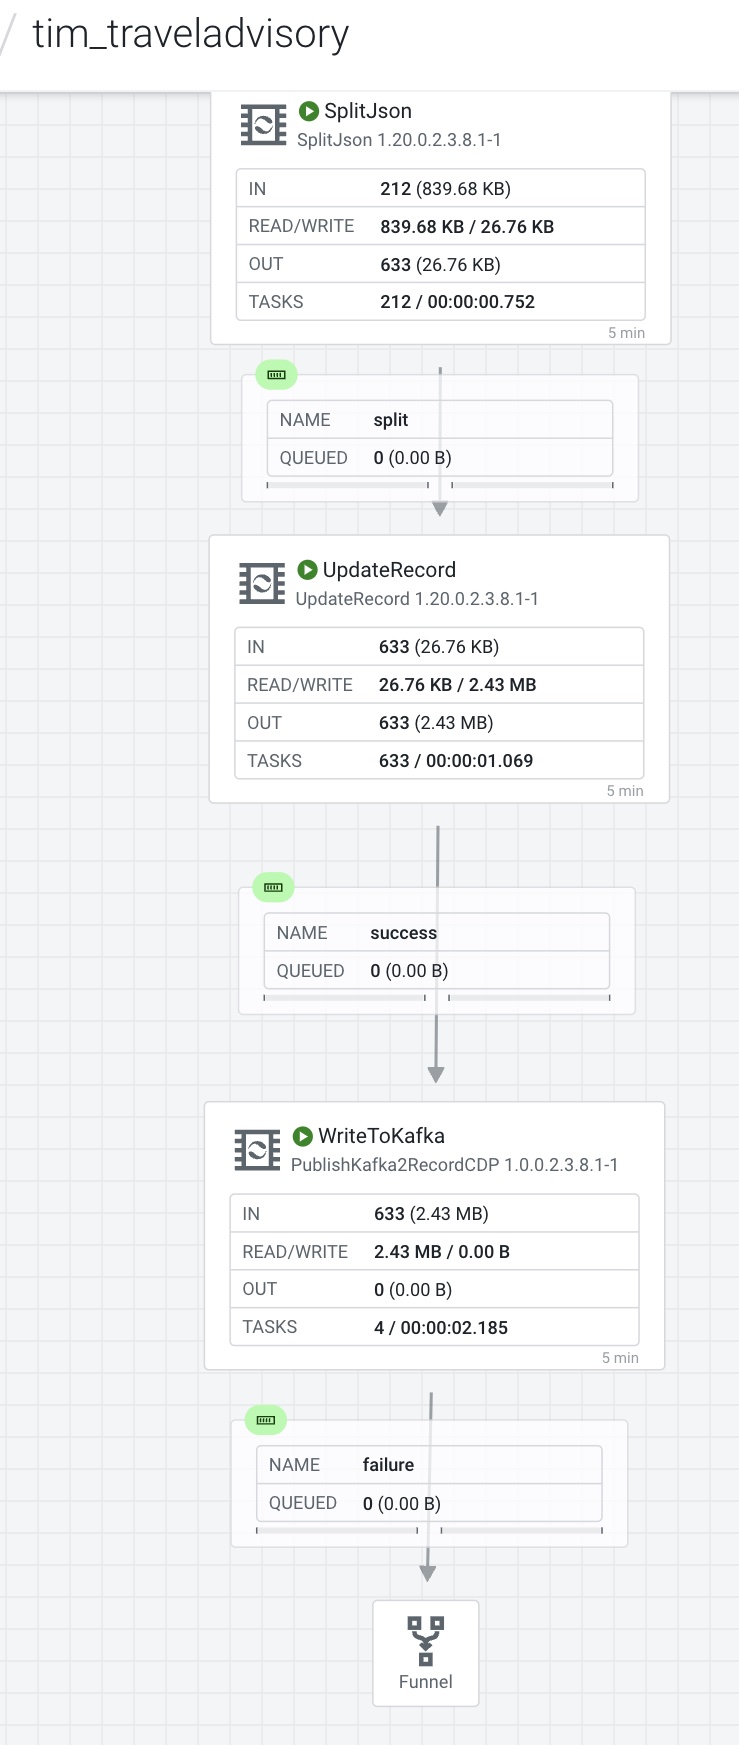 / tim_traveladvisory
SplitJson
SplitJson 1.20.0.2.3.8.1-1
IN 212 (839.68 KB)
READ/WRITE 839.68 KB / 26.76 KB
OUT 633 (26.76 KB)
TASKS 212 / 00:00:00.752
5 min
NAME split
QUEUED 0 (0.00 B)
UpdateRecord
UpdateRecord 1.20.0.2.3.8.1-1
IN 633 (26.76 KB)
READ/WRITE 26.76 KB / 2.43 MB
OUT 633 (2.43 MB)
TASKS 633 / 00:00:01.069
5 min
NAME success
QUEUED 0 (0.00 B)
WriteToKafka
PublishKafka2RecordCDP 1.0.0.2.3.8.1-1
IN 633 (2.43 MB)
READ/WRITE 2.43 MB / 0.00 B
OUT 0 (0.00 B)
TASKS 4 / 00:00:02.185
5 min
NAME failure
QUEUED 0 (0.00 B)
Funnel